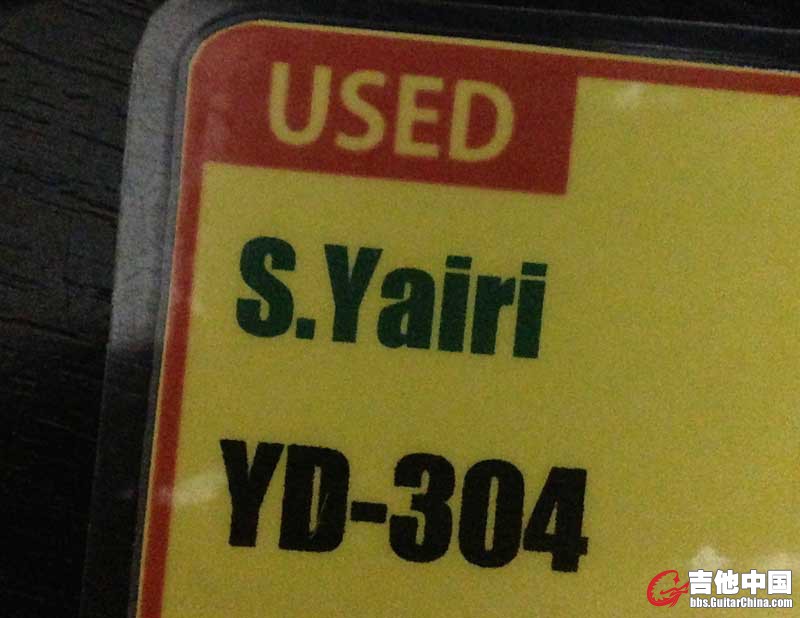 USED
S.Yairi
YD-304
吉他中国
bbs.GuitarChina.com